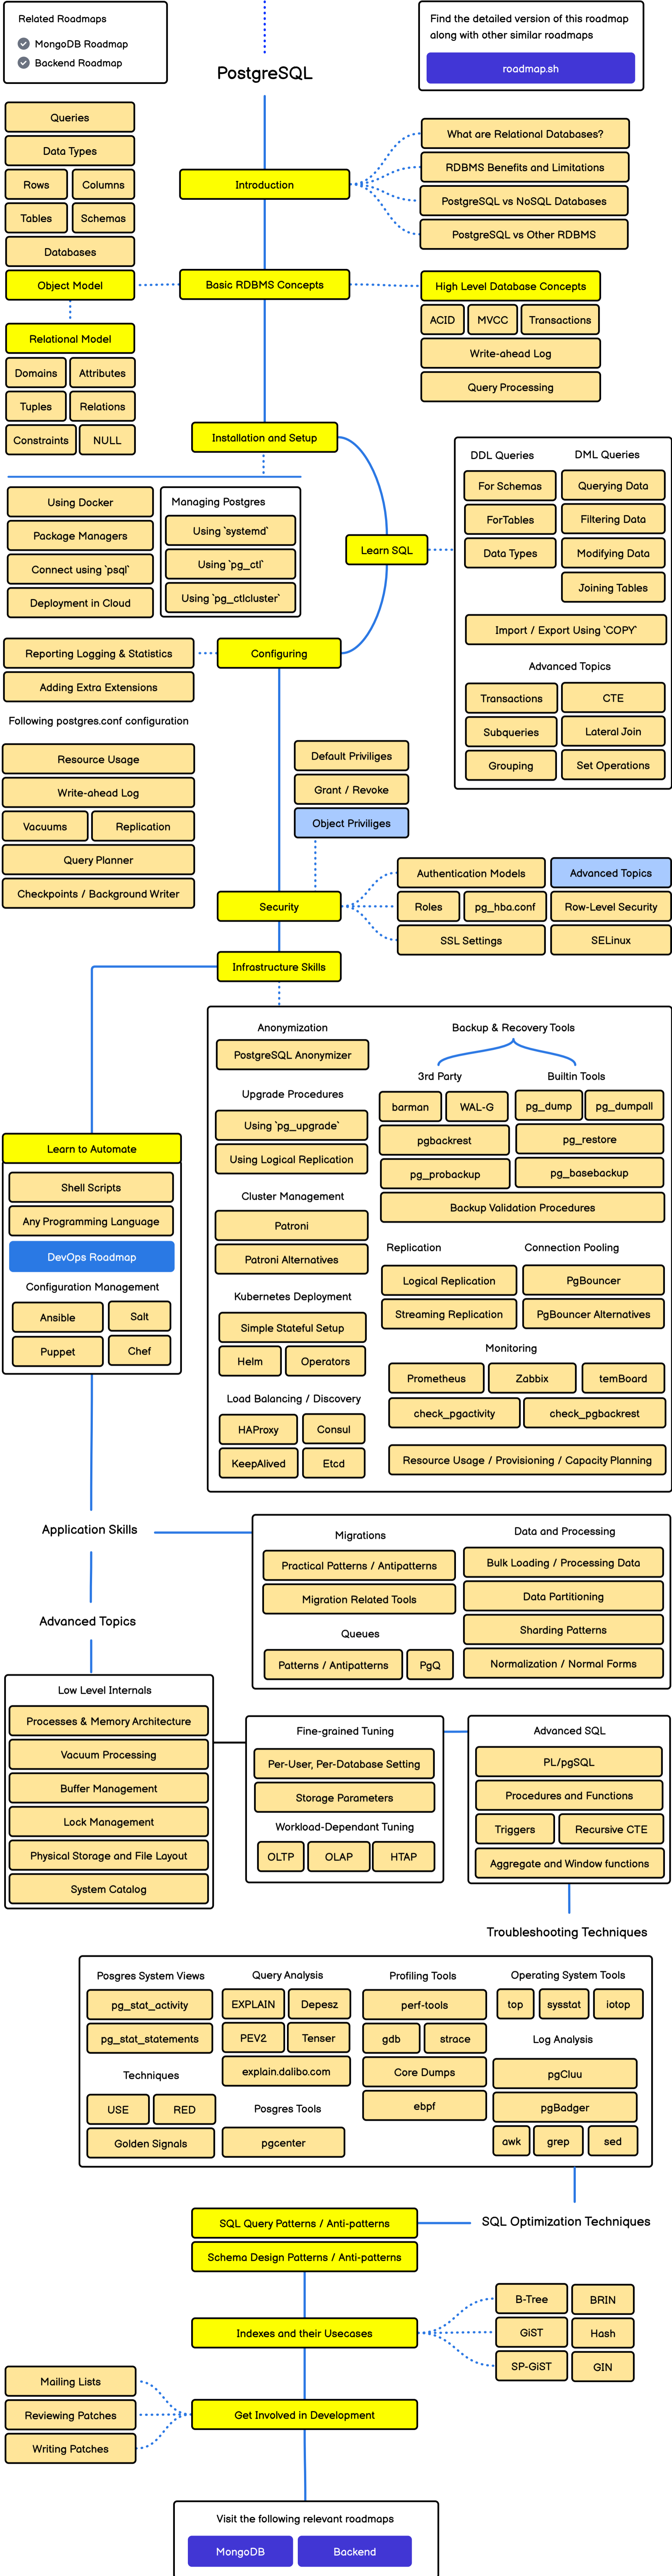 Related Roadmaps
MongoDB Roadmap
Backend Roadmap
PostgreSQL
Find the detailed version of this roadmap
along with other similar roadmaps
roadmap.sh
Queries
Data Types
Rows
Columns
Tables
Schemas
Databases
Object Model
Introduction
What are Relational Databases?
RDBMS Benefits and Limitations
PostgreSQL vs NoSQL Databases
PostgreSQL vs Other RDBMS
Basic RDBMS Concepts
High Level Database Concepts
ACID
MVCC
Transactions
Write-ahead Log
Query Processing
Relational Model
Domains
Attributes
Tuples
Relations
Constraints
NULL
Installation and Setup
Using Docker
Package Managers
Connect using `psql`
Deployment in Cloud
Managing Postgres
Using `systemd`
Using `pg_ctl`
Using `pg_ctlcluster`
Learn SQL
DDL Queries
For Schemas
ForTables
Data Types
DML Queries
Querying Data
Filtering Data
Modifying Data
Joining Tables
Import / Export Using `COPY`
Advanced Topics
Transactions
CTE
Subqueries
Lateral Join
Grouping
Set Operations
Configuring
Reporting Logging & Statistics
Adding Extra Extensions
Following postgres.conf configuration
Resource Usage
Write-ahead Log
Vacuums
Replication
Query Planner
Checkpoints / Background Writer
Default Priviliges
Grant / Revoke
Object Priviliges
Security
Authentication Models
Roles
pg_hba.conf
SSL Settings
Advanced Topics
Row-Level Security
SELinux
Infrastructure Skills
Anonymization
PostgreSQL Anonymizer
Upgrade Procedures
Using `pg_upgrade`
Using Logical Replication
Cluster Management
Patroni
Patroni Alternatives
Kubernetes Deployment
Simple Stateful Setup
Helm
Operators
Load Balancing / Discovery
HAProxy
Consul
KeepAlived
Etcd
Backup & Recovery Tools
3rd Party
barman
WAL-G
pgbackrest
pg_probackup
Builtin Tools
pg_dump
pg_dumpall
pg_restore
pg_basebackup
Backup Validation Procedures
Replication
Logical Replication
Streaming Replication
Connection Pooling
PgBouncer
PgBouncer Alternatives
Monitoring
Prometheus
Zabbix
temBoard
check_pgactivity
check_pgbackrest
Resource Usage / Provisioning / Capacity Planning
Learn to Automate
Shell Scripts
Any Programming Language
DevOps Roadmap
Configuration Management
Ansible
Salt
Puppet
Chef
Application Skills
Migrations
Practical Patterns / Antipatterns
Migration Related Tools
Queues
Patterns / Antipatterns
PgQ
Data and Processing
Bulk Loading / Processing Data
Data Partitioning
Sharding Patterns
Normalization / Normal Forms
Advanced Topics
Low Level Internals
Processes & Memory Architecture
Vacuum Processing
Buffer Management
Lock Management
Physical Storage and File Layout
System Catalog
Fine-grained Tuning
Per-User, Per-Database Setting
Storage Parameters
Workload-Dependant Tuning
OLTP
OLAP
HTAP
Advanced SQL
PL/pgSQL
Procedures and Functions
Triggers
Recursive CTE
Aggregate and Window functions
Troubleshooting Techniques
Posgres System Views
pg_stat_activity
pg_stat_statements
Techniques
USE
RED
Golden Signals
Query Analysis
EXPLAIN
Depesz
PEV2
Tenser
explain.dalibo.com
Posgres Tools
pgcenter
Profiling Tools
perf-tools
gdb
strace
Core Dumps
ebpf
Operating System Tools
top
sysstat
iotop
Log Analysis
pgCluu
pgBadger
awk
grep
sed
SQL Optimization Techniques
SQL Query Patterns / Anti-patterns
Schema Design Patterns / Anti-patterns
Indexes and their Usecases
B-Tree
BRIN
GiST
Hash
SP-GiST
GIN
Get Involved in Development
Mailing Lists
Reviewing Patches
Writing Patches
Visit the following relevant roadmaps
MongoDB
Backend